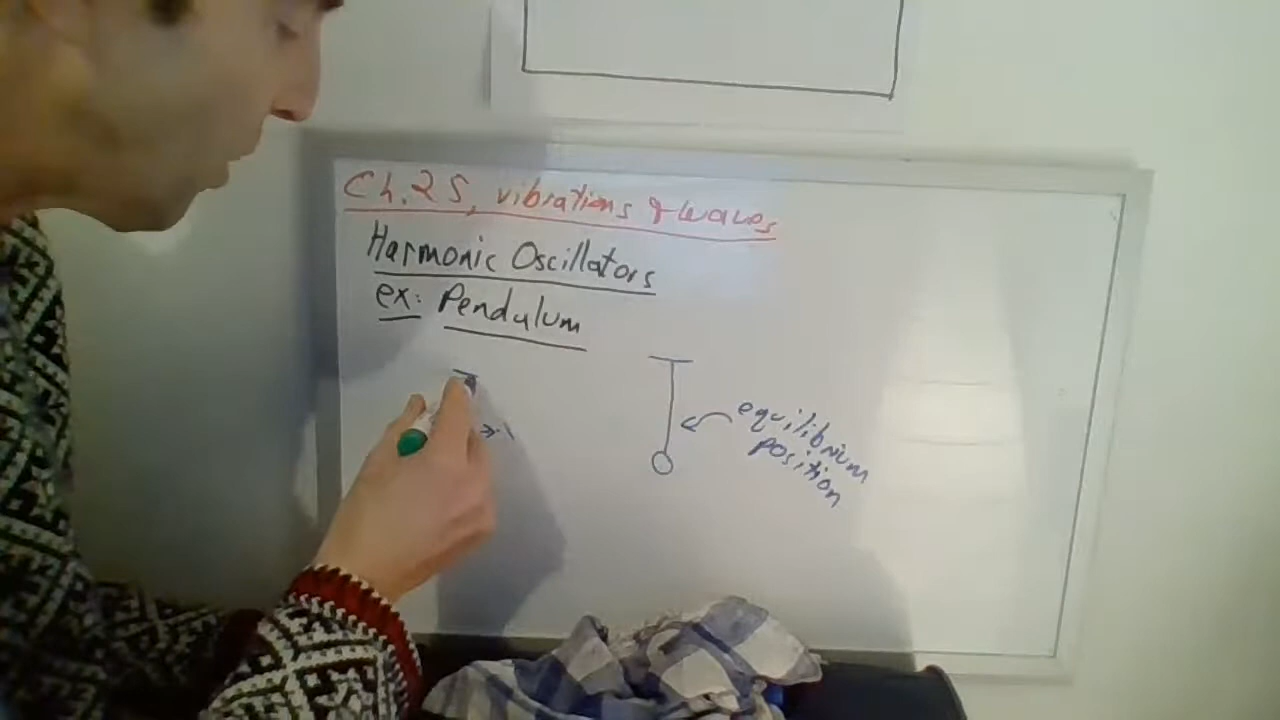 Ch. 25, vibrations & waves
Harmonic Oscillators
ex: Pendulum
equilibrium
position